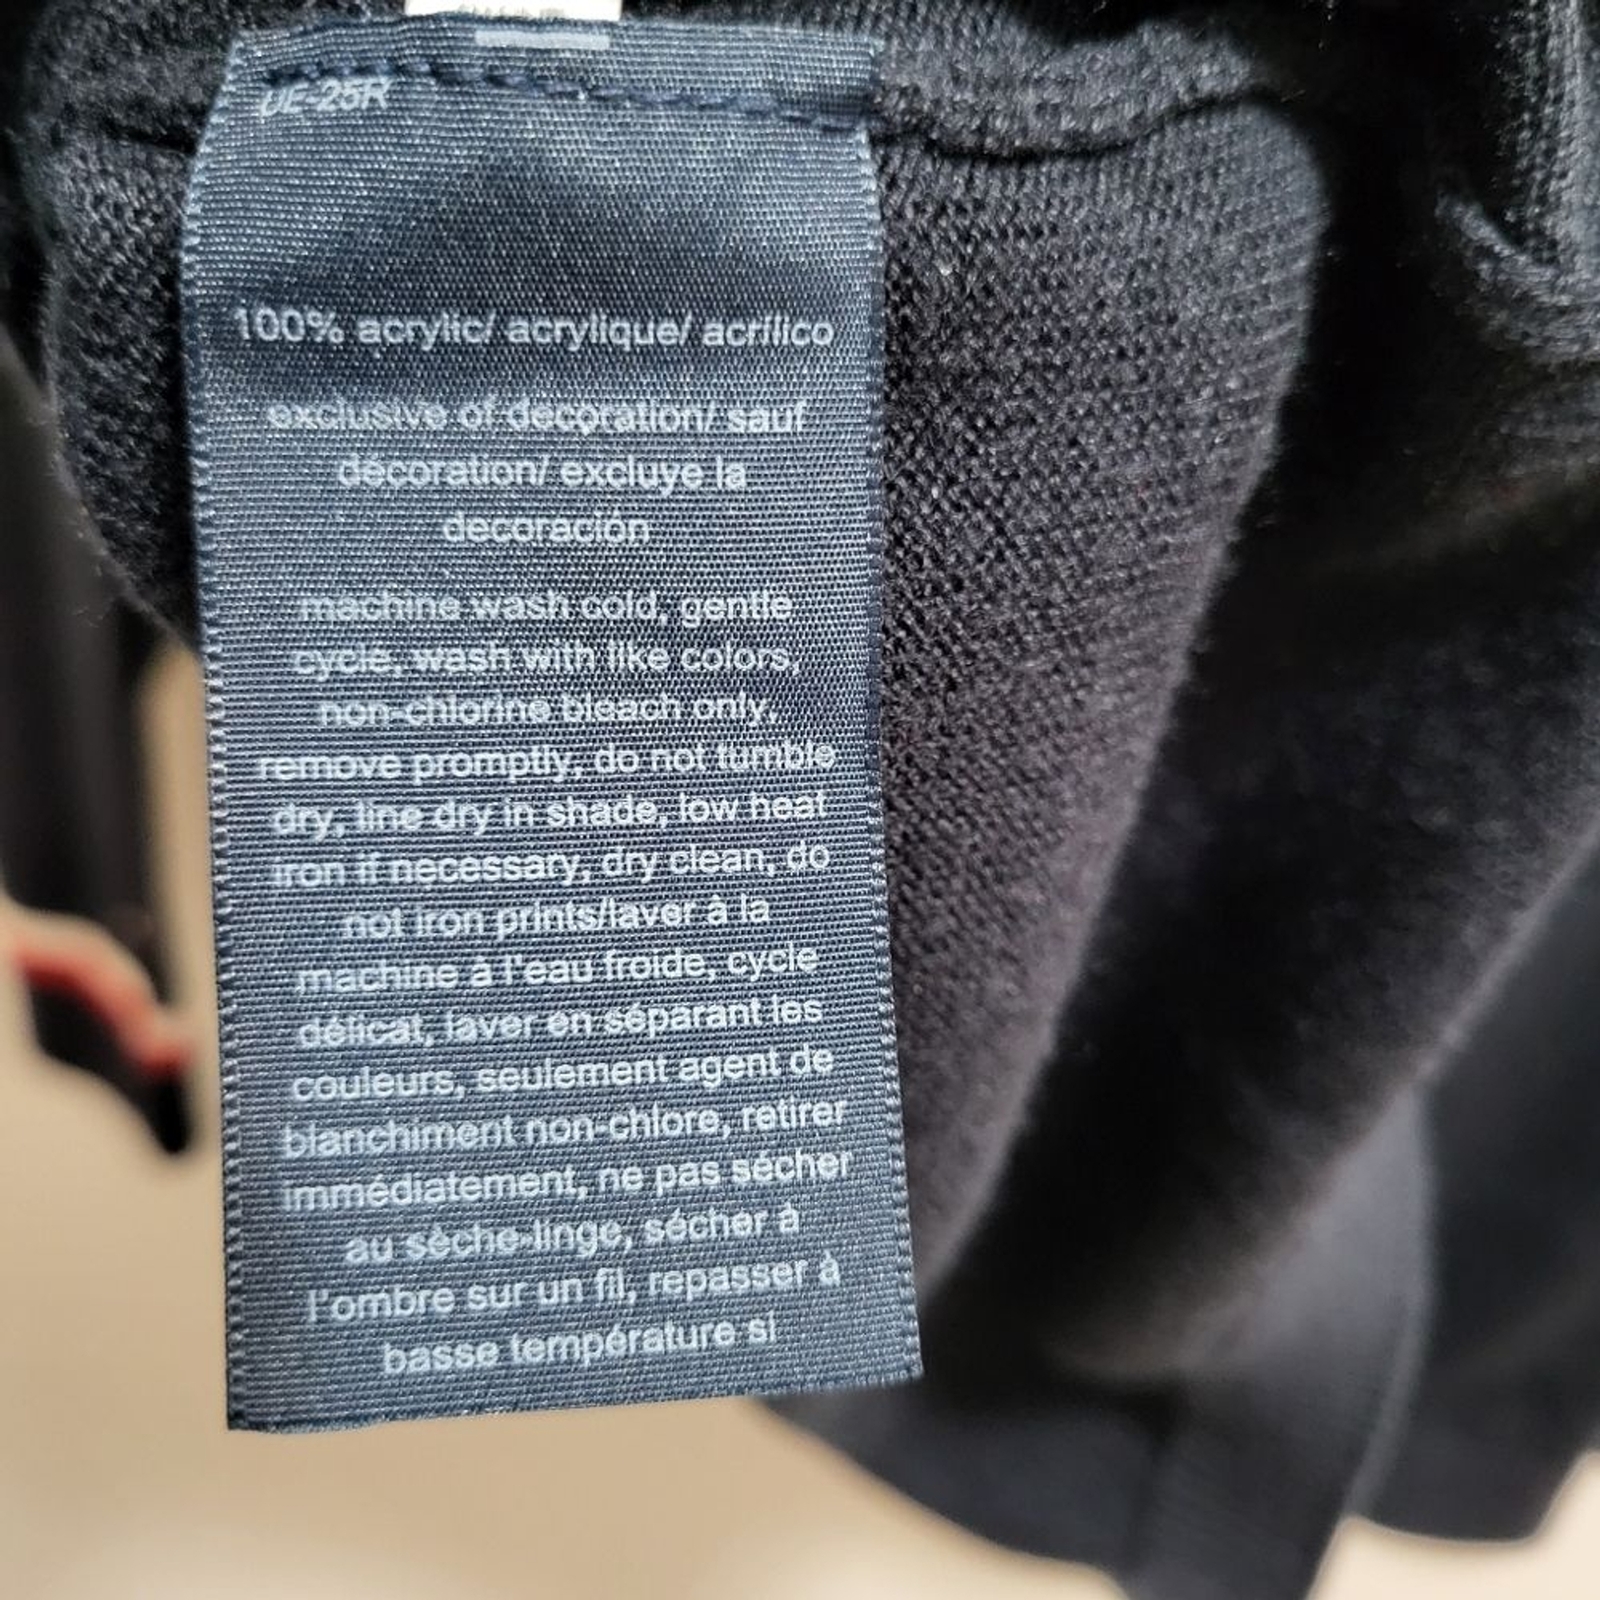 100% acrylic/ acrylique/ acrílico
exclusive of decoration/ sauf
décoration/ excluye la
decoración
machine wash cold, gentle
cycle, wash with like colors,
non-chlorine bleach only,
remove promptly, do not tumble
dry, line dry in shade, low heat
iron if necessary, dry clean, do
not iron prints/laver à la
machine à l'eau froide, cycle
délicat, laver en séparant les
couleurs, seulement agent de
blanchiment non-chlore, retirer
immédiatement, ne pas sécher
au sèche-linge, sécher à
l'ombre sur un fil, repasser à
basse température si